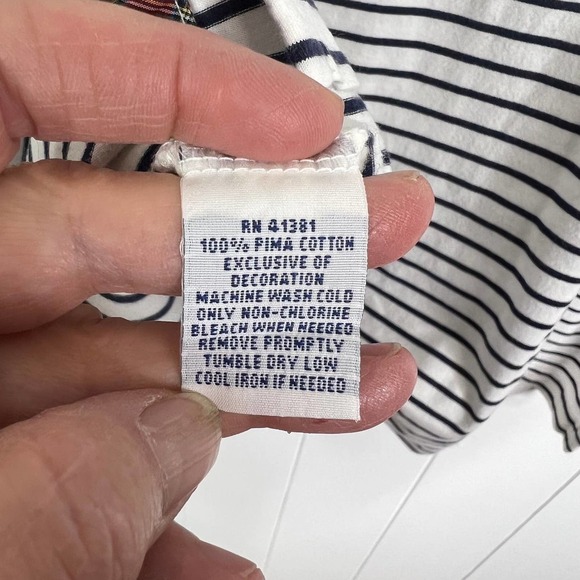 RN 41381
100% PIMA COTTON
EXCLUSIVE OF
DECORATION
MACHINE WASH COLD
ONLY NON-CHLORINE
BLEACH WHEN NEEDED
REMOVE PROMPTLY
TUMBLE DRY LOW
COOL IRON IF NEEDED